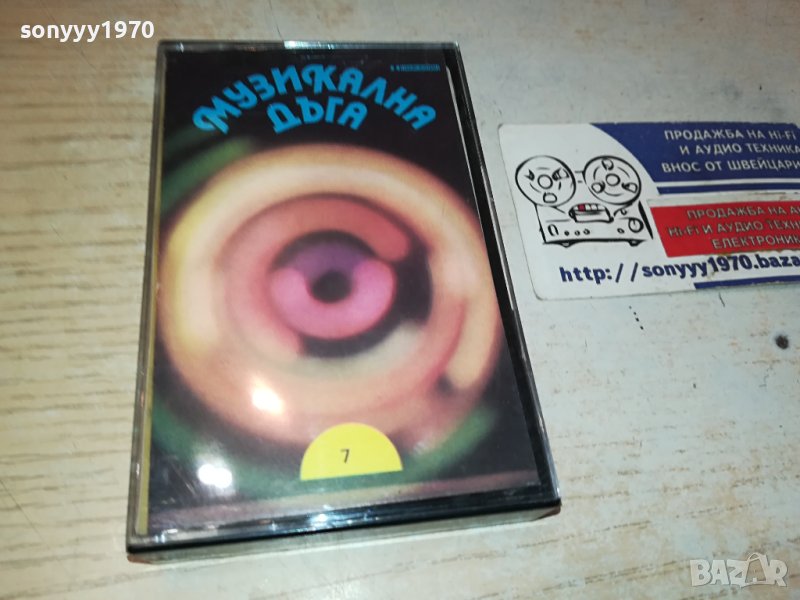 sonyyy1970
МУЗИКАЛНА
ДЪГА
7
ПРОДАЖБА НА Hi-Fi
И АУДИО ТЕХНИКА
ВНОС ОТ ШВЕЙЦАРИ
ПРОДАЖБА НА
Hi-Fi И АУДИО ТЕХН
ЕЛЕКТРОНИК
http://sonyyy1970.baza
BAZAR